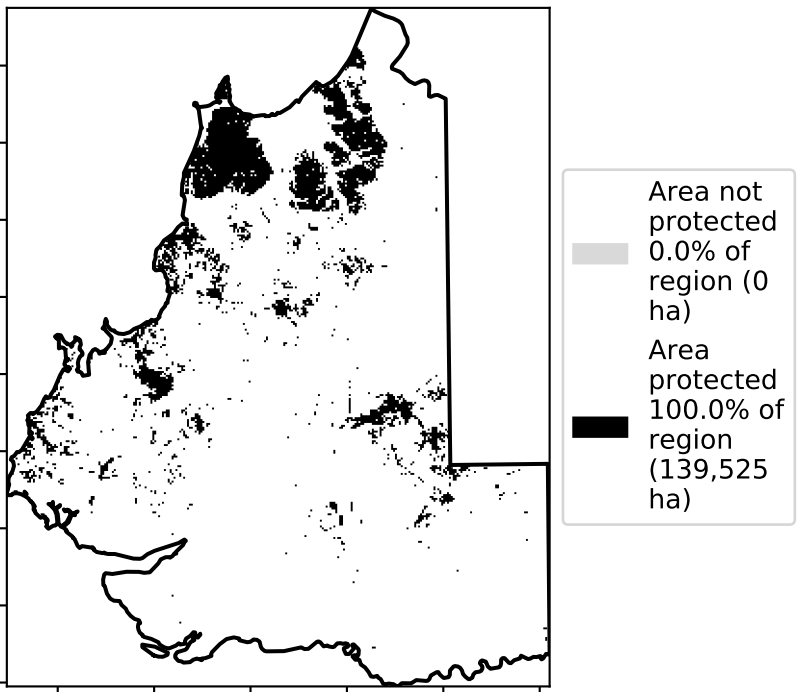 Area not
protected
0.0% of
region (0
ha)
Area
protected
100.0% of
region
(139,525
ha)